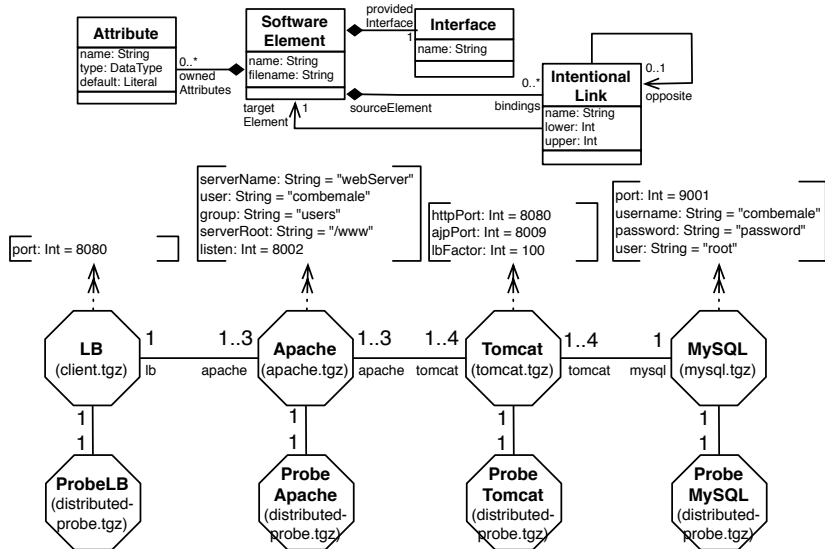 Attribute
name: String
type: DataType
default: Literal
0..*
owned
Attributes
Software
Element
name: String
filename: String
provided
Interface
1
Interface
name: String
target
Element
1
sourceElement
0..*
bindings
Intentional
Link
name: String
lower: Int
upper: Int
0..1
opposite
port: Int = 8080
serverName: String = "webServer"
user: String = "combemale"
group: String = "users"
serverRoot: String = "/www"
listen: Int = 8002
httpPort: Int = 8080
ajpPort: Int = 8009
lbFactor: Int = 100
port: Int = 9001
username: String = "combemale"
password: String = "password"
user: String = "root"
LB
(client.tgz)
1
lb
1..3
apache
Apache
(apache.tgz)
1..3
apache
1..4
tomcat
Tomcat
(tomcat.tgz)
1..4
tomcat
1
mysql
MySQL
(mysql.tgz)
1
1
1
1
1
1
1
1
ProbeLB
(distributed-
probe.tgz)
Probe
Apache
(distributed-
probe.tgz)
Probe
Tomcat
(distributed-
probe.tgz)
Probe
MySQL
(distributed-
probe.tgz)